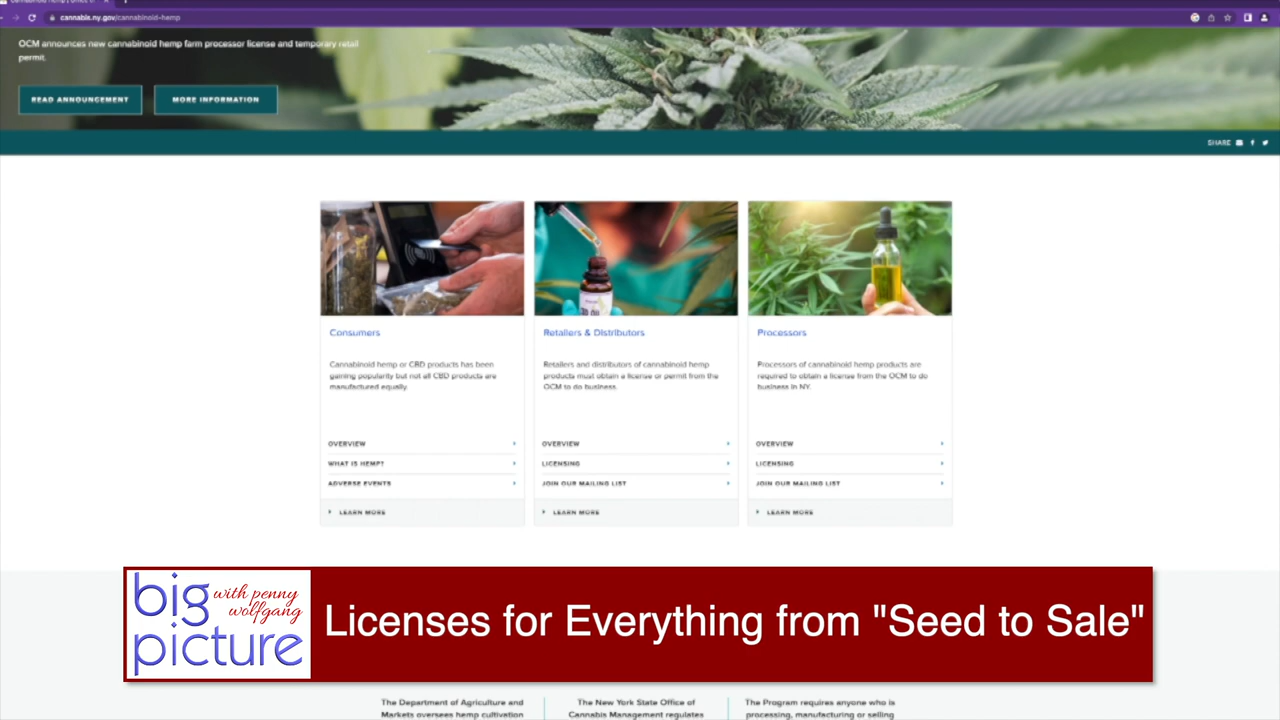 cannabis.ny.gov/cannabinoid-hemp
OCM announces new cannabinoid hemp farm processor license and temporary retail
permit.
READ ANNOUNCEMENT
MORE INFORMATION
SHARE
Consumers
Cannabinoid hemp or CBD products has been
gaining popularity but not all CBD products are
manufactured equally.
OVERVIEW
WHAT IS HEMP?
ADVERSE EVENTS
LEARN MORE
Retailers & Distributors
Retailers and distributors of cannabinoid hemp
products must obtain a license or permit from the
OCM to do business.
OVERVIEW
LICENSING
JOIN OUR MAILING LIST
LEARN MORE
Processors
Processors of cannabinoid hemp products are
required to obtain a license from the OCM to do
business in NY.
OVERVIEW
LICENSING
JOIN OUR MAILING LIST
LEARN MORE
big
with penny
wolfgang
picture
Licenses for Everything from "Seed to Sale"
The Department of Agriculture and
Markets oversees hemp cultivation
The New York State Office of
Cannabis Management regulates
The Program requires anyone who is
processing, manufacturing or selling